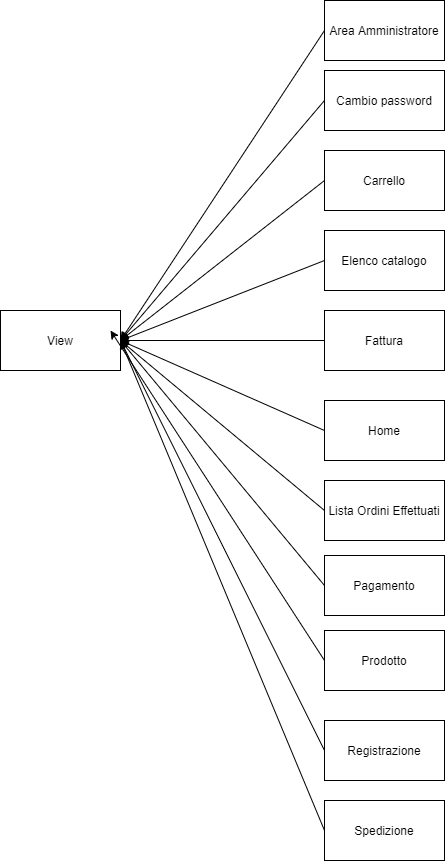 Area Amministratore
Cambio password
Carrello
Elenco catalogo
View
Fattura
Home
Lista Ordini Effettuati
Pagamento
Prodotto
Registrazione
Spedizione